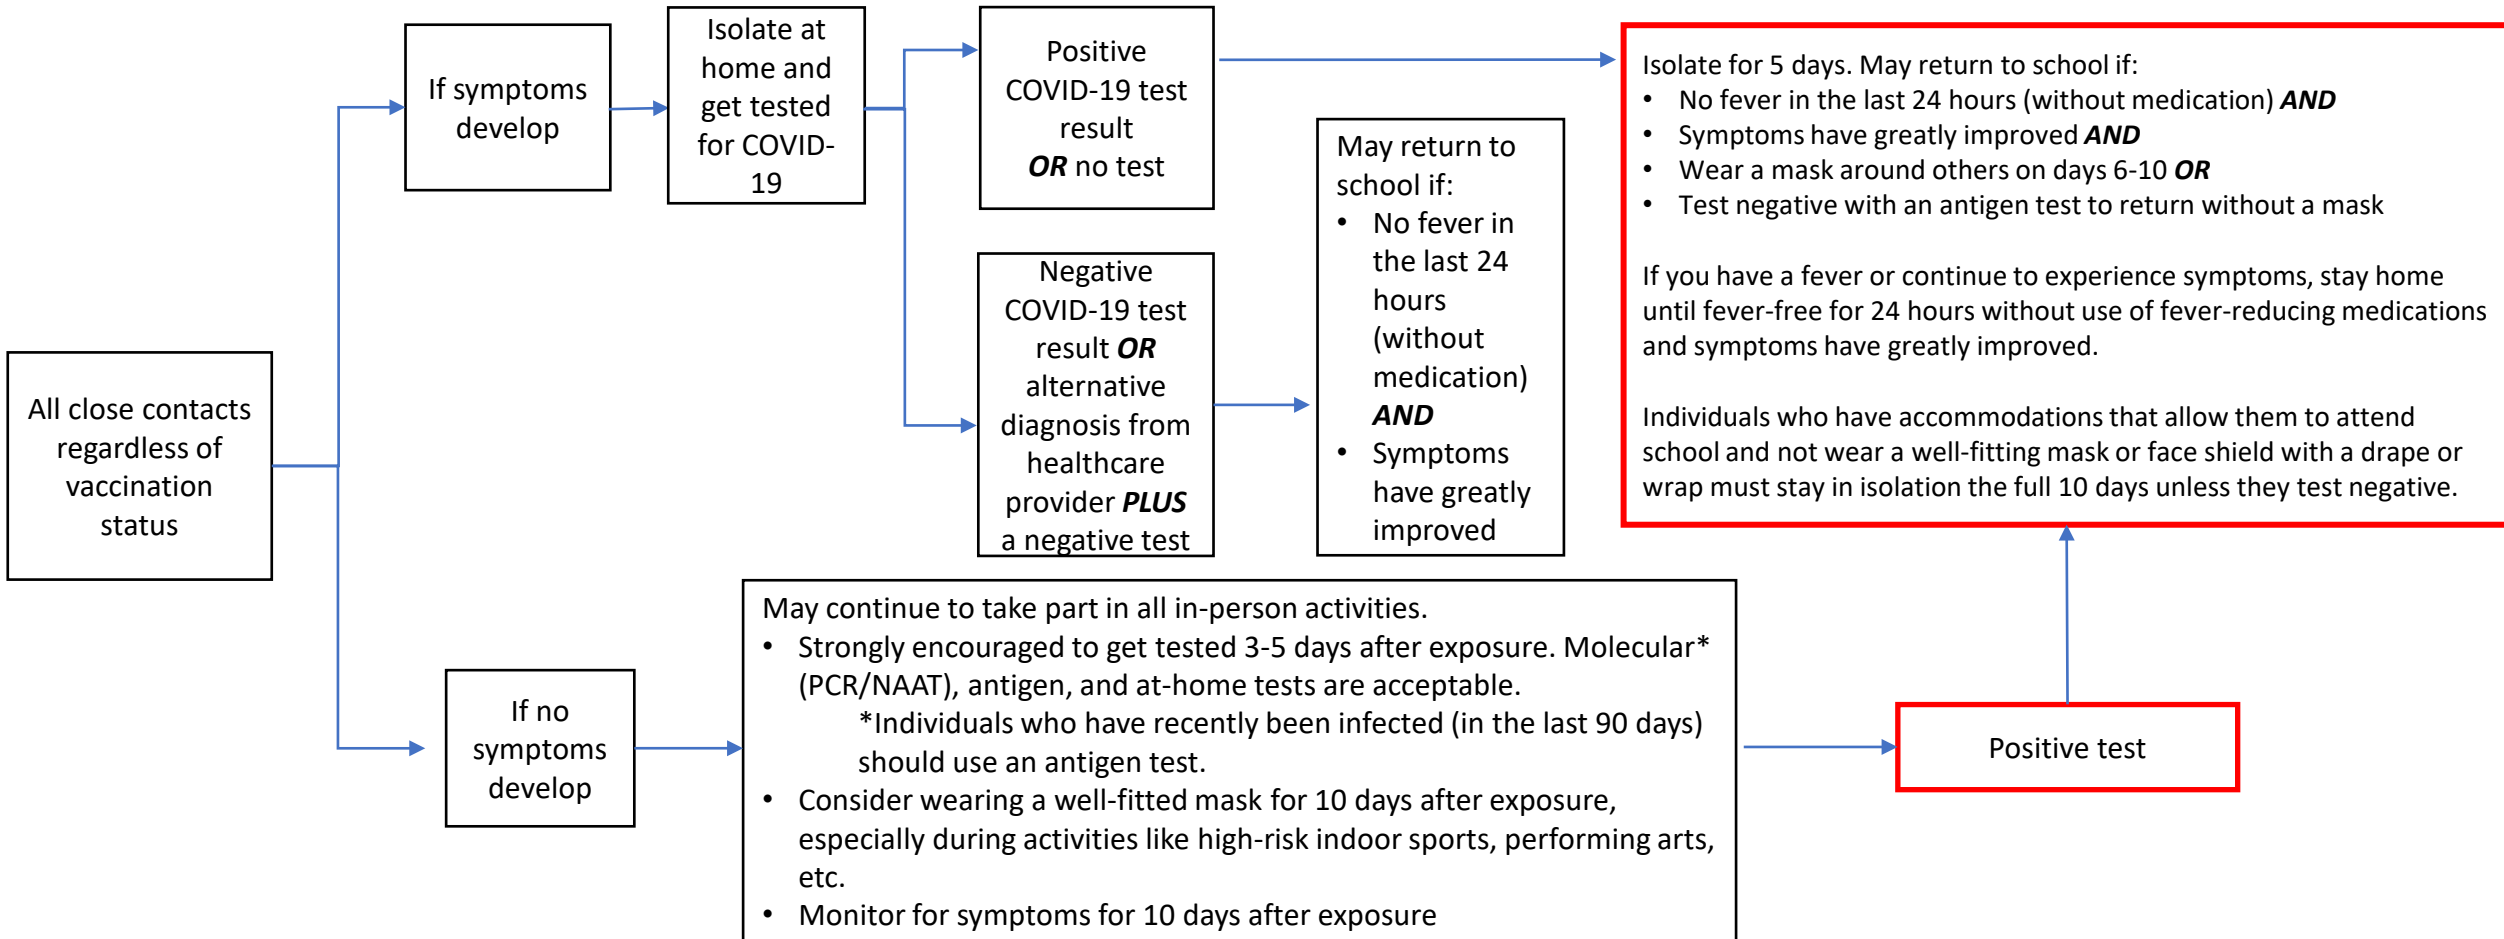 All close contacts
regardless of
vaccination
status
If symptoms
develop
Isolate at
home and
get tested
for COVID-
19
Positive
COVID-19 test
result
OR no test
Negative
COVID-19 test
result OR
alternative
diagnosis from
healthcare
provider PLUS
a negative test
May return to
school if:
• No fever in
the last 24
hours
(without
medication)
AND
• Symptoms
have greatly
improved
Isolate for 5 days. May return to school if:
• No fever in the last 24 hours (without medication) AND
• Symptoms have greatly improved AND
• Wear a mask around others on days 6-10 OR
• Test negative with an antigen test to return without a mask
If you have a fever or continue to experience symptoms, stay home
until fever-free for 24 hours without use of fever-reducing medications
and symptoms have greatly improved.
Individuals who have accommodations that allow them to attend
school and not wear a well-fitting mask or face shield with a drape or
wrap must stay in isolation the full 10 days unless they test negative.
If no
symptoms
develop
May continue to take part in all in-person activities.
• Strongly encouraged to get tested 3-5 days after exposure. Molecular*
(PCR/NAAT), antigen, and at-home tests are acceptable.
*Individuals who have recently been infected (in the last 90 days)
should use an antigen test.
• Consider wearing a well-fitted mask for 10 days after exposure,
especially during activities like high-risk indoor sports, performing arts,
etc.
• Monitor for symptoms for 10 days after exposure
Positive test